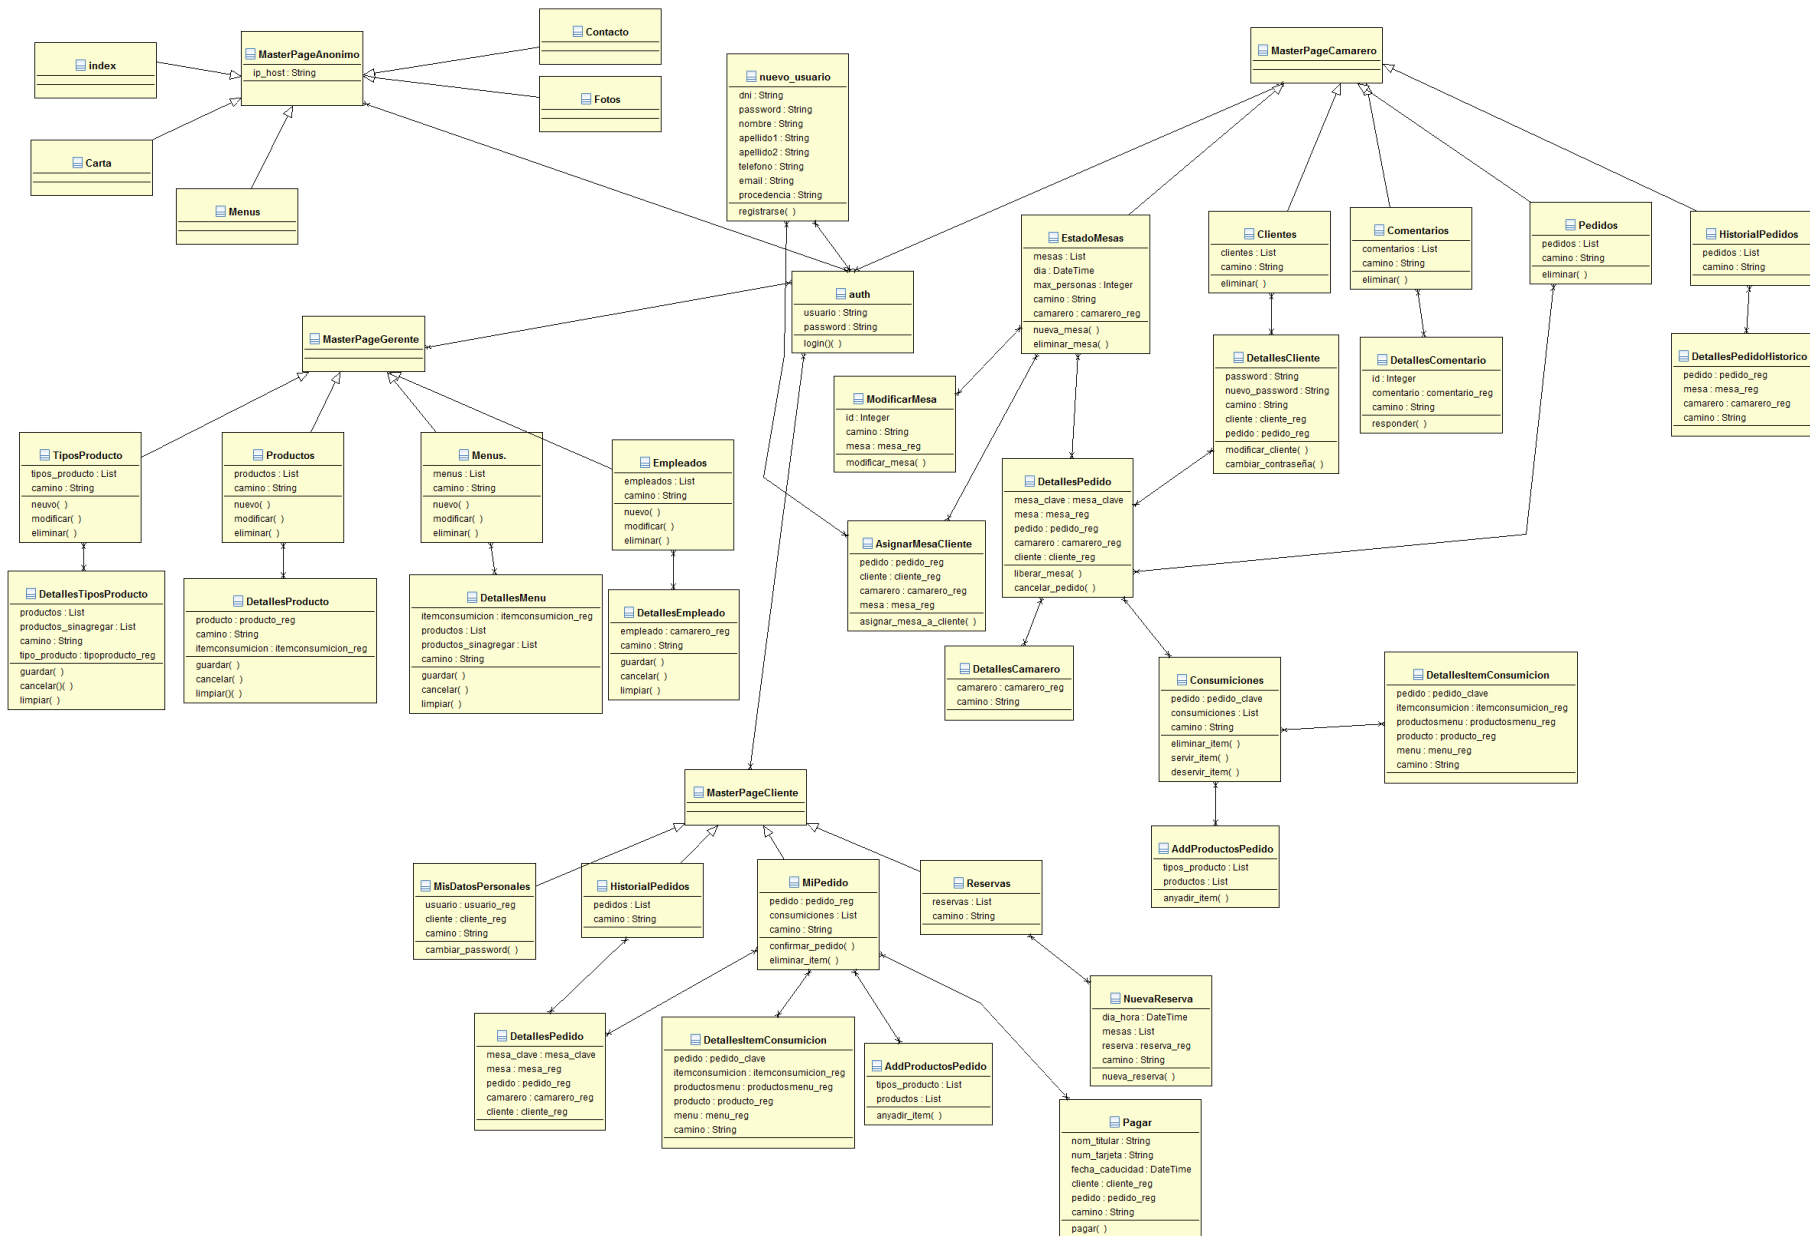 index
MasterPageAnonimo
ip_host : String
Contacto
Fotos
Carta
Menus
nuevo_usuario
dni : String
password : String
nombre : String
apellido1 : String
apellido2 : String
telefono : String
email : String
procedencia : String
registrarse( )
MasterPageCamarero
auth
usuario : String
password : String
login()( )
EstadoMesas
mesas : List
dia : DateTime
max_personas : Integer
camino : String
camarero : camarero_reg
nueva_mesa( )
eliminar_mesa( )
Clientes
clientes : List
camino : String
eliminar( )
Comentarios
comentarios : List
camino : String
eliminar( )
Pedidos
pedidos : List
camino : String
eliminar( )
HistorialPedidos
pedidos : List
camino : String
MasterPageGerente
ModificarMesa
id : Integer
camino : String
mesa : mesa_reg
modificar_mesa( )
DetallesCliente
password : String
nuevo_password : String
camino : String
cliente : cliente_reg
pedido : pedido_reg
modificar_cliente( )
cambiar_contraseña( )
DetallesComentario
id : Integer
comentario : comentario_reg
camino : String
responder( )
DetallesPedidoHistorico
pedido : pedido_reg
mesa : mesa_reg
camarero : camarero_reg
camino : String
TiposProducto
tipos_producto : List
camino : String
neuvo( )
modificar( )
eliminar( )
Productos
productos : List
camino : String
nuevo( )
modificar( )
eliminar( )
Menus.
menus : List
camino : String
nuevo( )
modificar( )
eliminar( )
Empleados
empleados : List
camino : String
nuevo( )
modificar( )
eliminar( )
AsignarMesaCliente
pedido : pedido_reg
cliente : cliente_reg
camarero : camarero_reg
mesa : mesa_reg
asignar_mesa_a_cliente( )
DetallesPedido
mesa_clave : mesa_clave
mesa : mesa_reg
pedido : pedido_reg
camarero : camarero_reg
cliente : cliente_reg
liberar_mesa( )
cancelar_pedido( )
DetallesTiposProducto
productos : List
productos_sinagregar : List
camino : String
tipo_producto : tipoproducto_reg
guardar( )
cancelar()( )
limpiar( )
DetallesProducto
producto : producto_reg
camino : String
itemconsumicion : itemconsumicion_reg
guardar( )
cancelar( )
limpiar()( )
DetallesMenu
itemconsumicion : itemconsumicion_reg
productos : List
productos_sinagregar : List
camino : String
guardar( )
cancelar( )
limpiar( )
DetallesEmpleado
empleado : camarero_reg
camino : String
guardar( )
cancelar( )
limpiar( )
DetallesCamarero
camarero : camarero_reg
camino : String
Consumiciones
pedido : pedido_clave
consumiciones : List
camino : String
eliminar_item( )
servir_item( )
deservir_item( )
DetallesItemConsumicion
pedido : pedido_clave
itemconsumicion : itemconsumicion_reg
productosmenu : productosmenu_reg
producto : producto_reg
menu : menu_reg
camino : String
AddProductosPedido
tipos_producto : List
productos : List
anyadir_item( )
MasterPageCliente
MisDatosPersonales
usuario : usuario_reg
cliente : cliente_reg
camino : String
cambiar_password( )
HistorialPedidos
pedidos : List
camino : String
MiPedido
pedido : pedido_reg
consumiciones : List
camino : String
confirmar_pedido( )
eliminar_item( )
Reservas
reservas : List
camino : String
NuevaReserva
dia_hora : DateTime
mesas : List
reserva : reserva_reg
camino : String
nueva_reserva( )
DetallesPedido
mesa_clave : mesa_clave
mesa : mesa_reg
pedido : pedido_reg
camarero : camarero_reg
cliente : cliente_reg
DetallesItemConsumicion
pedido : pedido_clave
itemconsumicion : itemconsumicion_reg
productosmenu : productosmenu_reg
producto : producto_reg
menu : menu_reg
camino : String
AddProductosPedido
tipos_producto : List
productos : List
anyadir_item( )
Pagar
nom_titular : String
num_tarjeta : String
fecha_caducidad : DateTime
cliente : cliente_reg
pedido : pedido_reg
camino : String
pagar( )